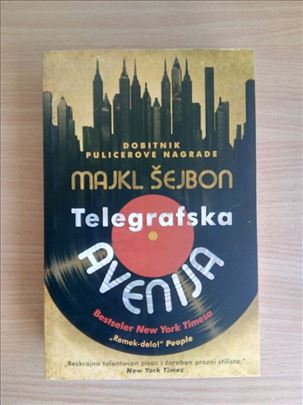 DOBITNIK
PULICEROVE NAGRADE
MAJKL ŠEJBON
Telegrafska
AVENIJA
Bestseler New York Timesa
„Remek-delo!” People
„Beskrajno talentovan pisac i čaroban prozni stilista.”
New York Times